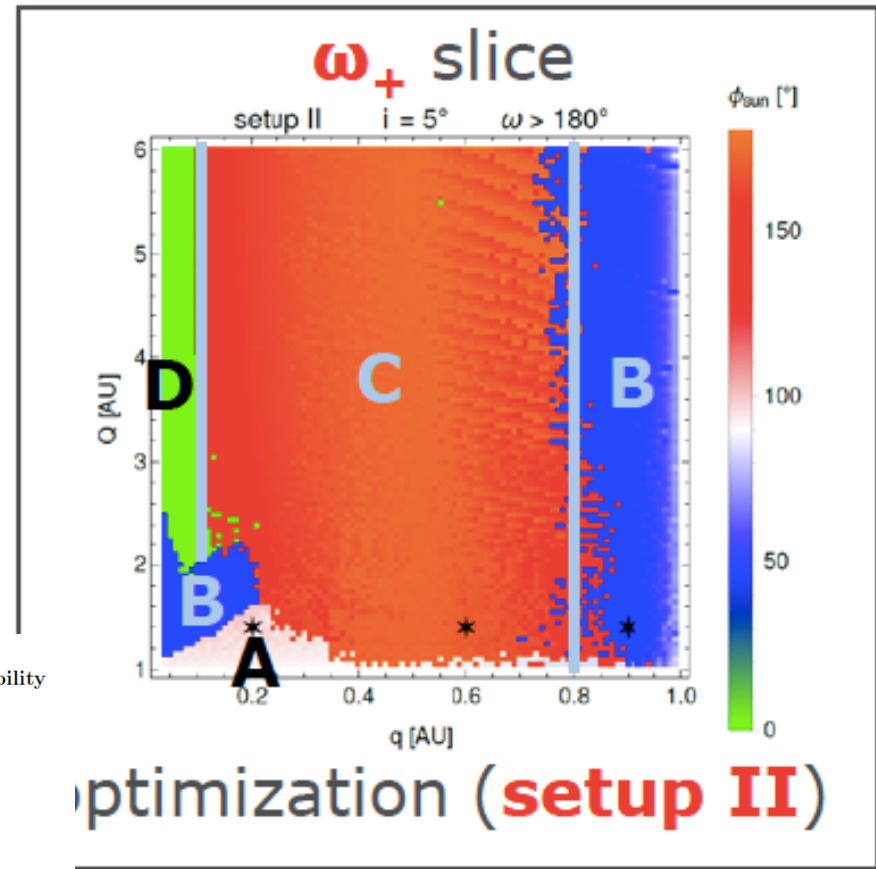 ω₊ slice
setup II i = 5° ω > 180°
ϕsun [°]
6
5
4
3
2
1
Q [AU]
D
C
B
B
A
0.2 0.4 0.6 0.8 1.0
q [AU]
150
100
50
0
bility
optimization (setup II)